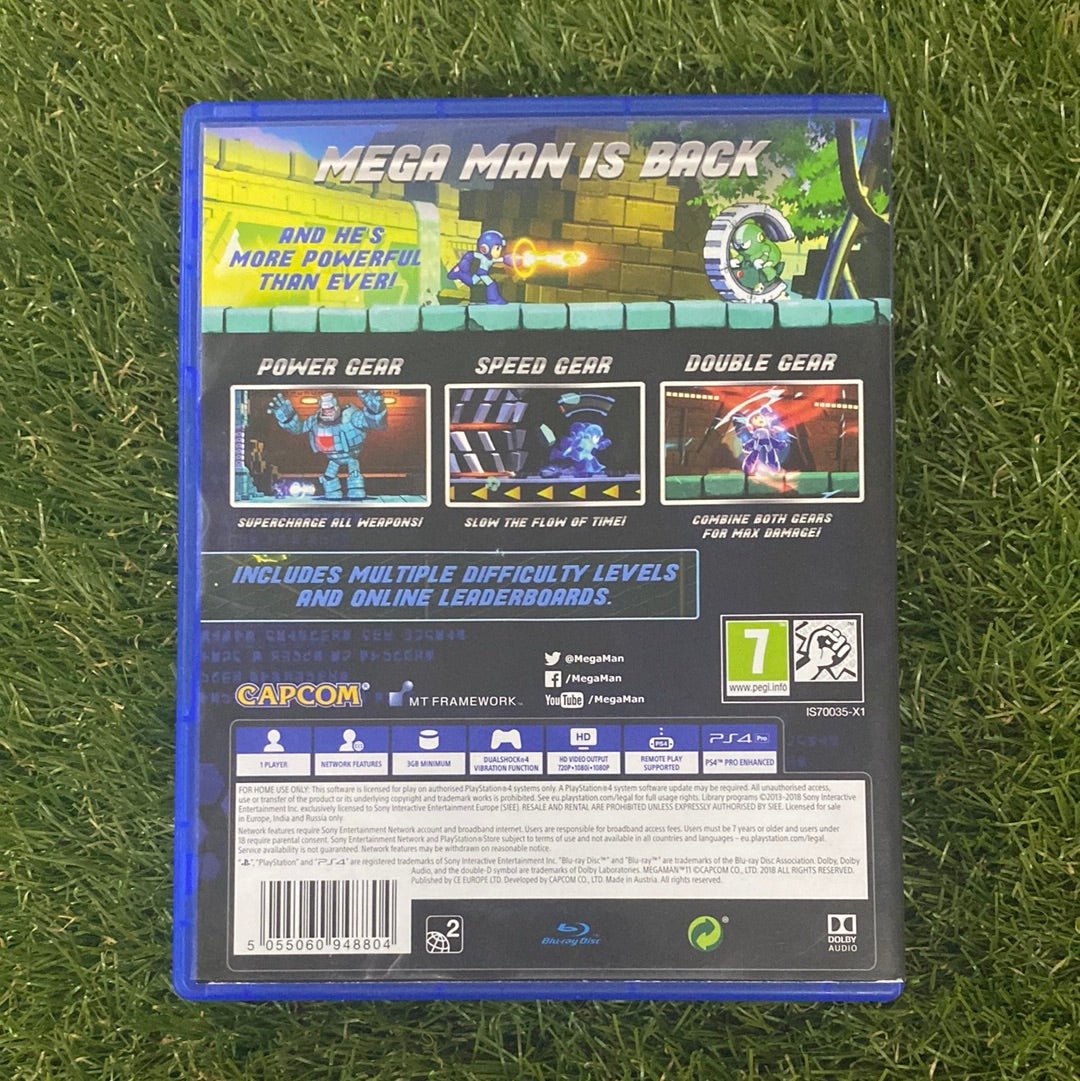 MEGA MAN IS BACK
AND HE'S
MORE POWERFUL
THAN EVER!
POWER GEAR
SPEED GEAR
DOUBLE GEAR
SUPERCHARGE ALL WEAPONS!
SLOW THE FLOW OF TIME!
COMBINE BOTH GEARS
FOR MAX DAMAGE!
INCLUDES MULTIPLE DIFFICULTY LEVELS
AND ONLINE LEADERBOARDS.
@MegaMan
/MegaMan
YouTube /MegaMan
CAPCOM®
MT FRAMEWORK™
7
www.pegi.info
IS70035-X1
1 PLAYER
NETWORK FEATURES
3GB MINIMUM
DUALSHOCK®4
VIBRATION FUNCTION
HD
HD VIDEO OUTPUT
720P•1080i•1080P
PS4
REMOTE PLAY
SUPPORTED
PS4 Pro
PS4™ PRO ENHANCED
FOR HOME USE ONLY: This software is licensed for play on authorised PlayStation®4 systems only. A PlayStation®4 system software update may be required. All unauthorised access,
use or transfer of the product or its underlying copyright and trademark works is prohibited. See eu.playstation.com/legal for full usage rights. Library programs ©2013-2018 Sony Interactive
Entertainment Inc. exclusively licensed to Sony Interactive Entertainment Europe (SIEE). RESALE AND RENTAL ARE PROHIBITED UNLESS EXPRESSLY AUTHORISED BY SIEE. Licensed for sale
in Europe, India and Russia only.
Network features require Sony Entertainment Network account and broadband internet. Users are responsible for broadband access fees. Users must be 7 years or older and users under
18 require parental consent. Sony Entertainment Network and PlayStation®Store subject to terms of use and not available in all countries and languages – eu.playstation.com/legal.
Service availability is not guaranteed. Network features may be withdrawn on reasonable notice.
"PlayStation" and "PS4" are registered trademarks of Sony Interactive Entertainment Inc. "Blu-ray Disc™" and "Blu-ray™" are trademarks of the Blu-ray Disc Association. Dolby, Dolby
Audio, and the double-D symbol are trademarks of Dolby Laboratories. MEGAMAN™11 ©CAPCOM CO., LTD. 2018 ALL RIGHTS RESERVED.
Published by CE EUROPE LTD. Developed by CAPCOM CO., LTD. Made in Austria. All rights reserved.
5 055060 948804
2
Blu-ray Disc
DOLBY
AUDIO